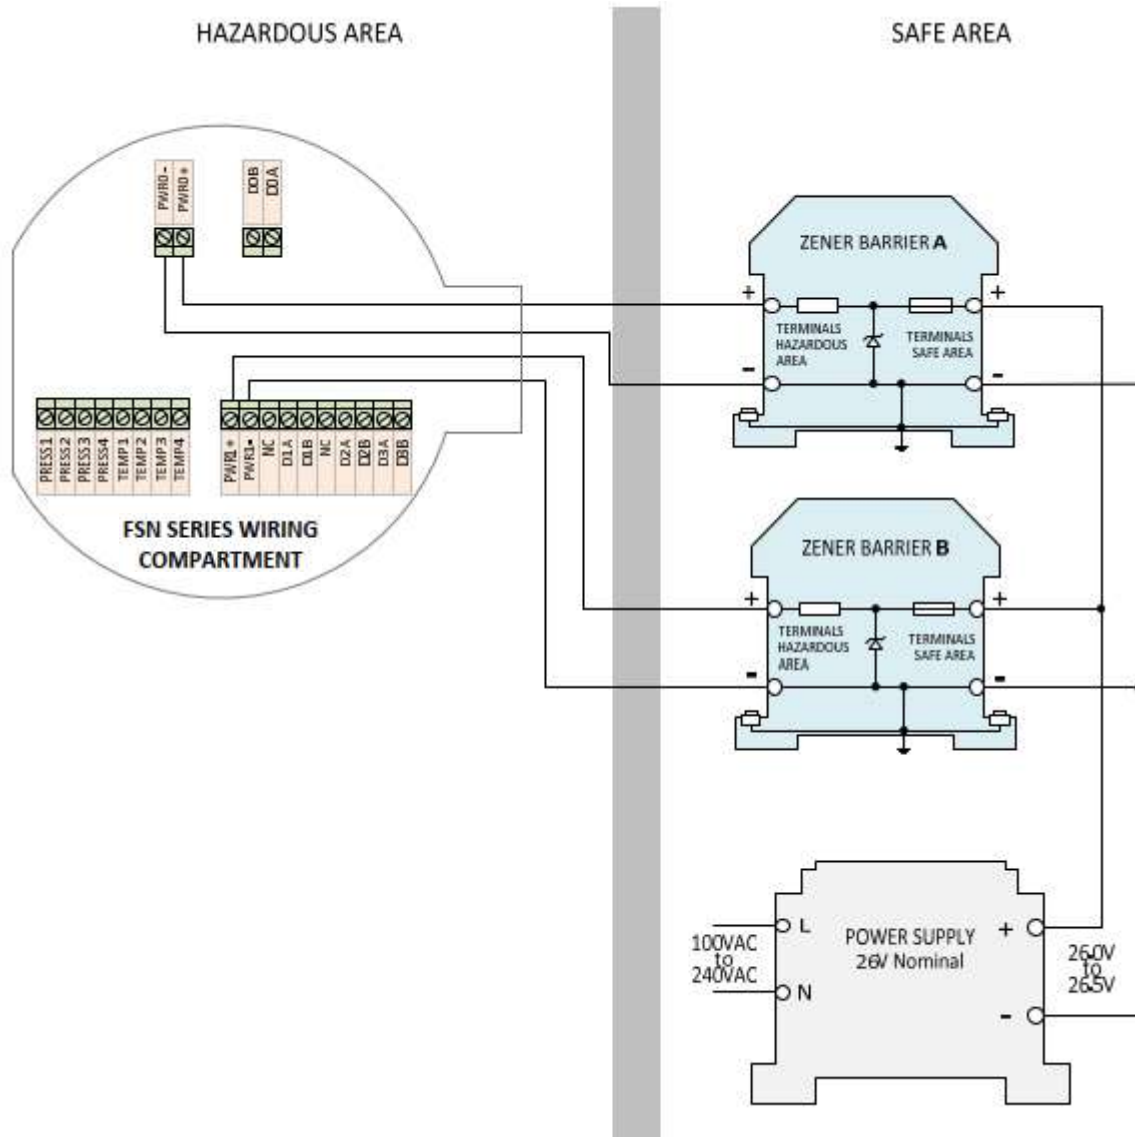 HAZARDOUS AREA
SAFE AREA
PWR0-
PWR0+
D0B
D0A
ZENER BARRIER A
+
+
TERMINALS
HAZARDOUS
AREA
TERMINALS
SAFE AREA
-
-
PRESS1
PRESS2
PRESS3
PRESS4
TEMP1
TEMP2
TEMP3
TEMP4
PWR1+
PWR1-
NC
D1A
D1B
NC
D2A
D2B
D3A
D3B
FSN SERIES WIRING
COMPARTMENT
ZENER BARRIER B
+
+
TERMINALS
HAZARDOUS
AREA
TERMINALS
SAFE AREA
-
-
L
100VAC
to
240VAC
N
POWER SUPPLY
26V Nominal
+
-
26.0V
to
26.5V